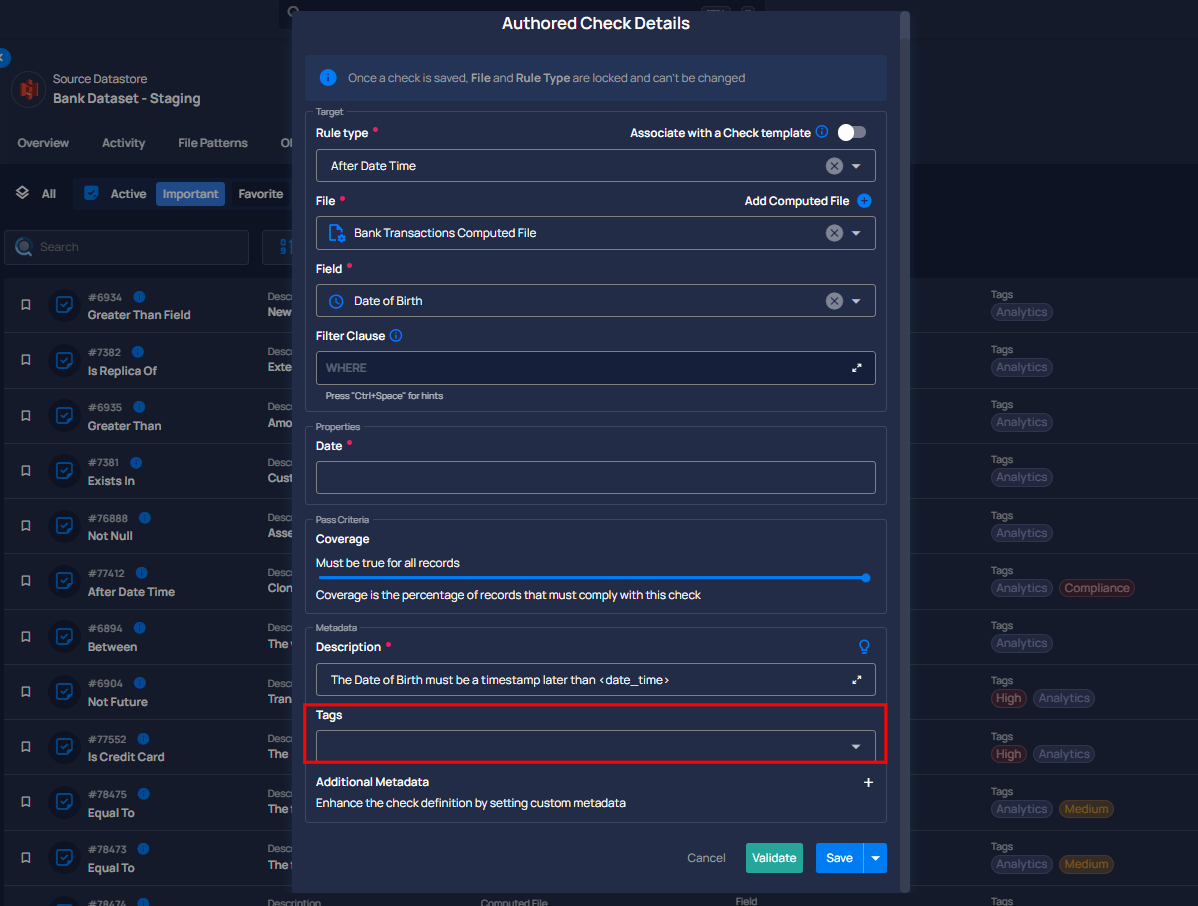 Authored Check Details
Once a check is saved, File and Rule Type are locked and can't be changed
Source Datastore
Bank Dataset - Staging
Overview Activity File Patterns
All Active Important Favorite
Search
Target
Rule type *
Associate with a Check template
After Date Time
File *
Add Computed File
Bank Transactions Computed File
Field *
Date of Birth
Filter Clause
WHERE
Press "Ctrl+Space" for hints
Properties
Date *
Pass Criteria
Coverage
Must be true for all records
Coverage is the percentage of records that must comply with this check
Metadata
Description *
The Date of Birth must be a timestamp later than <date_time>
Tags
Additional Metadata +
Enhance the check definition by setting custom metadata
Cancel Validate Save
#6934
Greater Than Field
Tags
Analytics
#7382
Is Replica Of
Tags
Analytics
#6935
Greater Than
Tags
Analytics
#7381
Exists In
Tags
Analytics
#76888
Not Null
Tags
Analytics
#77412
After Date Time
Tags
Analytics Compliance
#6894
Between
The
Tags
Analytics
#6904
Not Future
Tags
High Analytics
#77552
Is Credit Card
The
Tags
High Analytics
#78475
Equal To
The
Tags
Analytics Medium
#78473
Equal To
The
Tags
Analytics Medium
#78474
Description
Computed File
Field
Tags